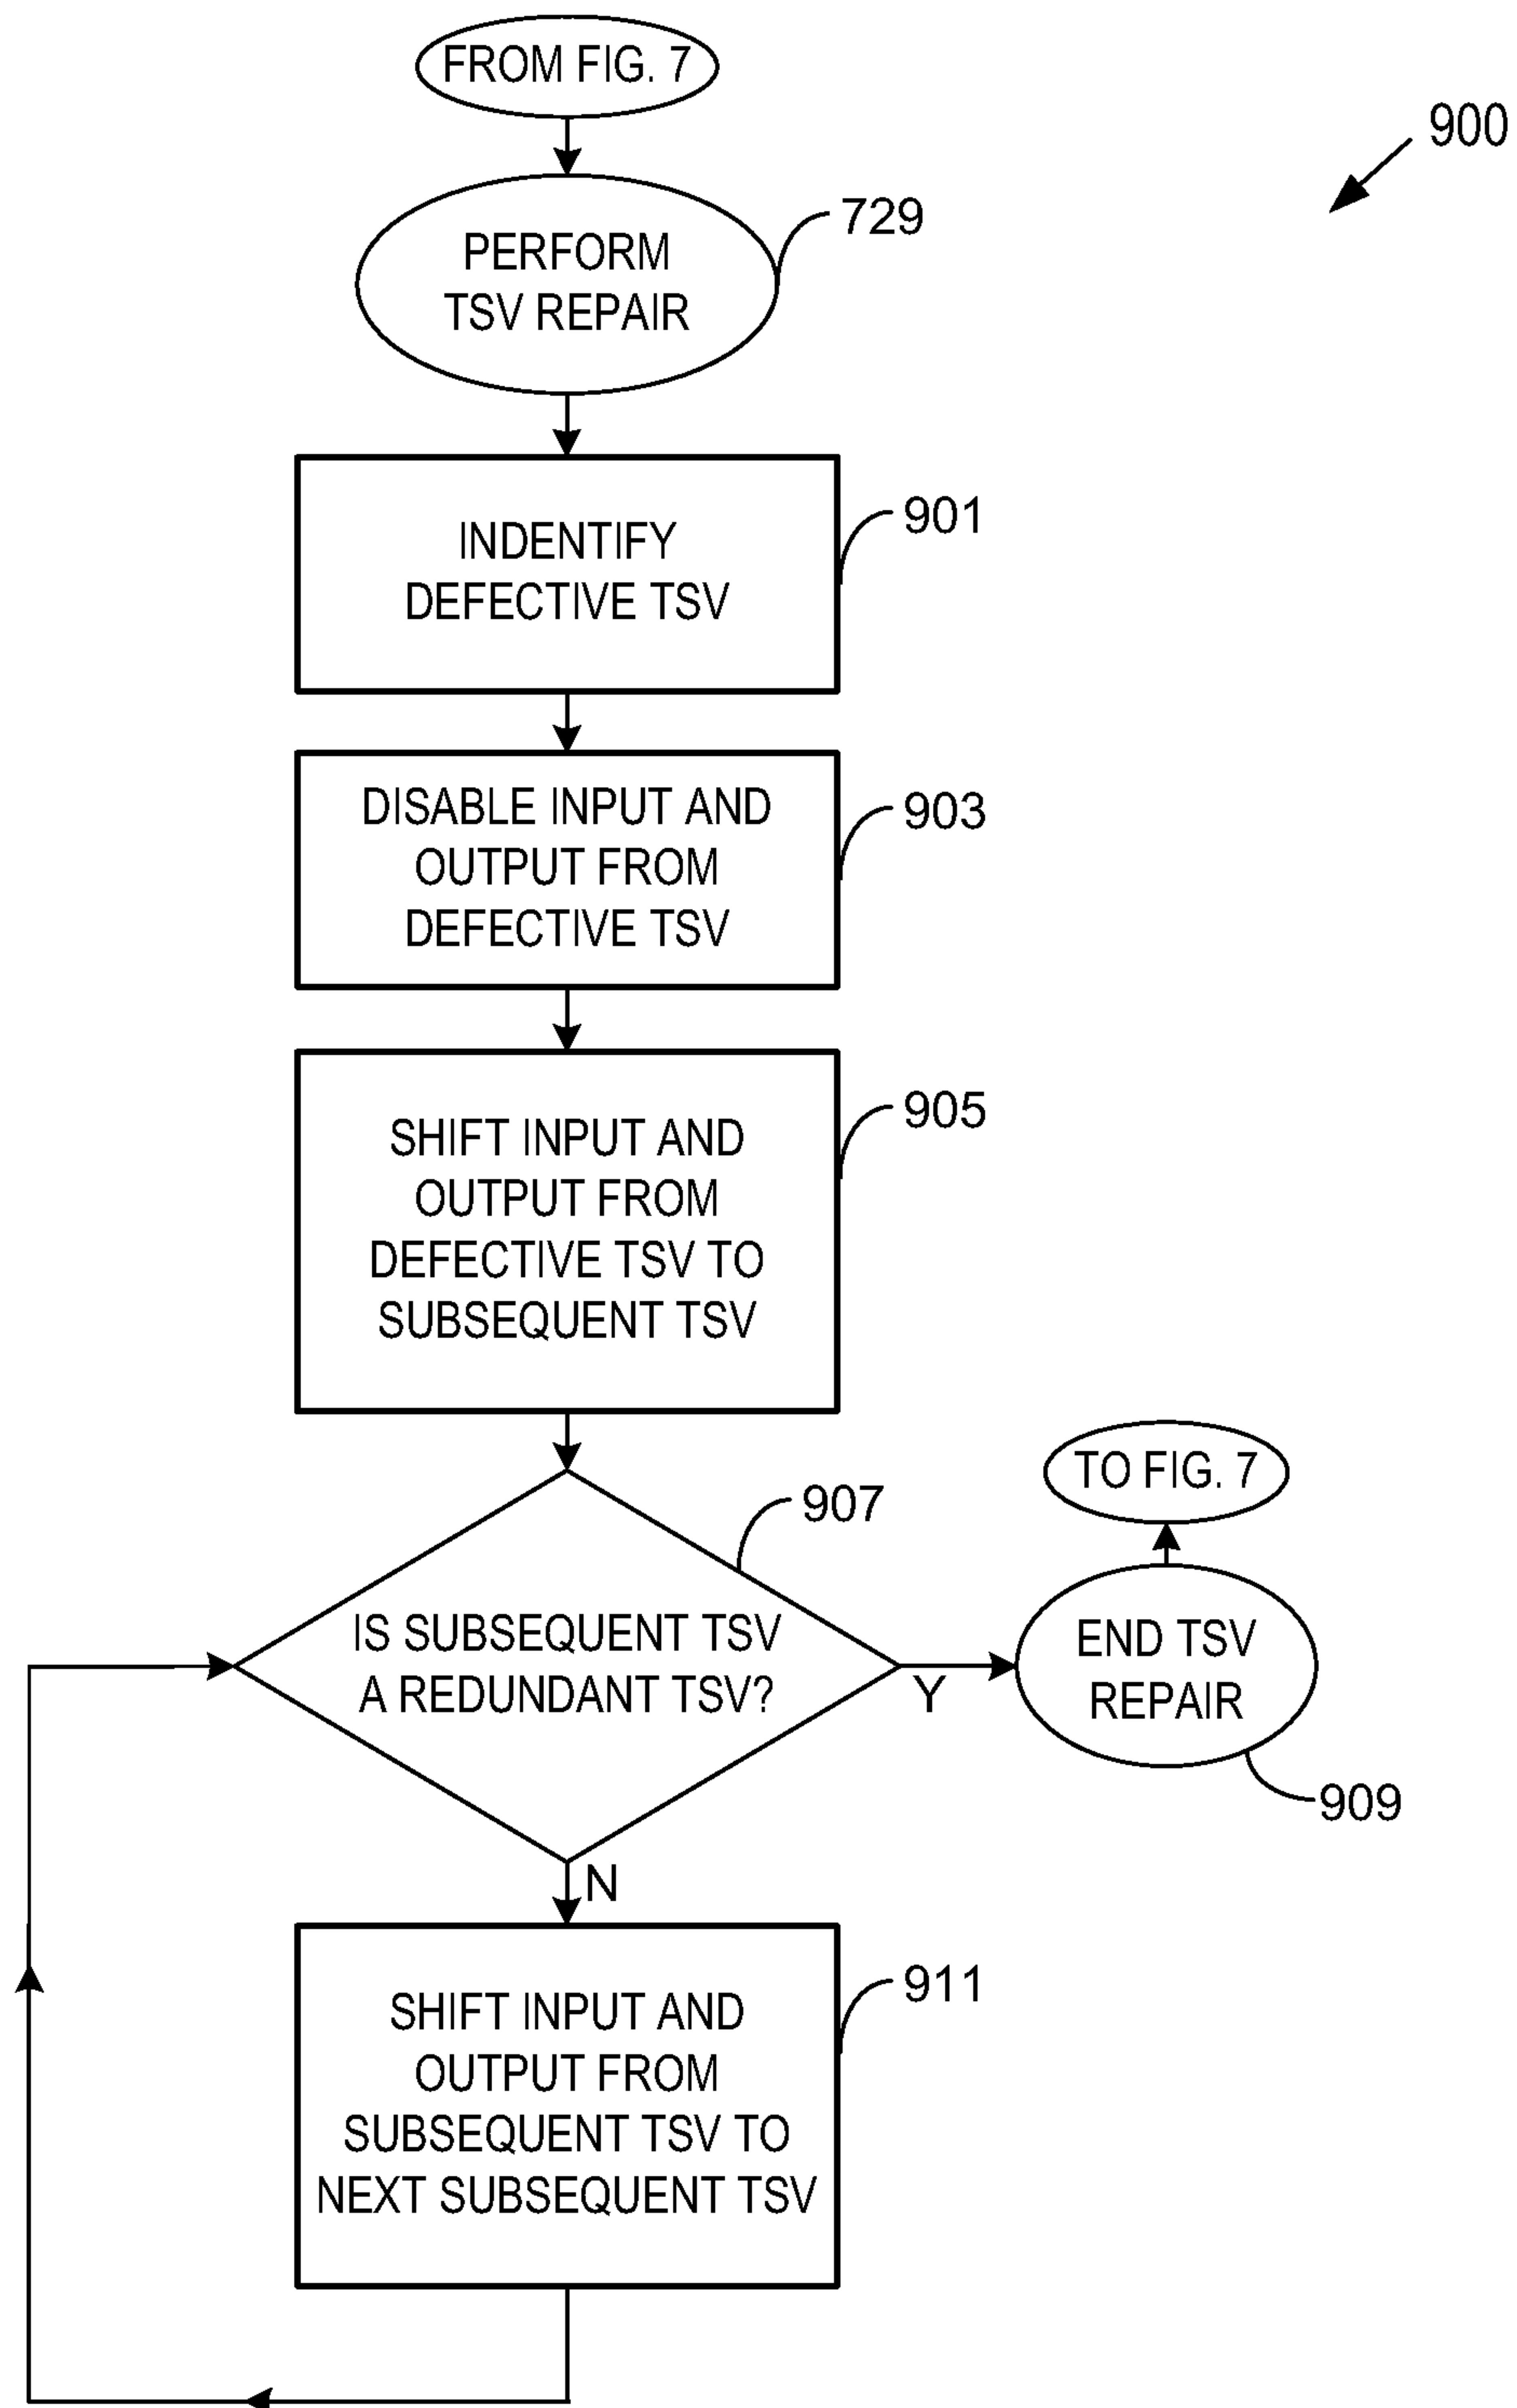 FROM FIG. 7
900
729
PERFORM
TSV REPAIR
901
INDENTIFY
DEFECTIVE TSV
903
DISABLE INPUT AND
OUTPUT FROM
DEFECTIVE TSV
905
SHIFT INPUT AND
OUTPUT FROM
DEFECTIVE TSV TO
SUBSEQUENT TSV
TO FIG. 7
907
IS SUBSEQUENT TSV
A REDUNDANT TSV?
Y
END TSV
REPAIR
909
N
911
SHIFT INPUT AND
OUTPUT FROM
SUBSEQUENT TSV TO
NEXT SUBSEQUENT TSV